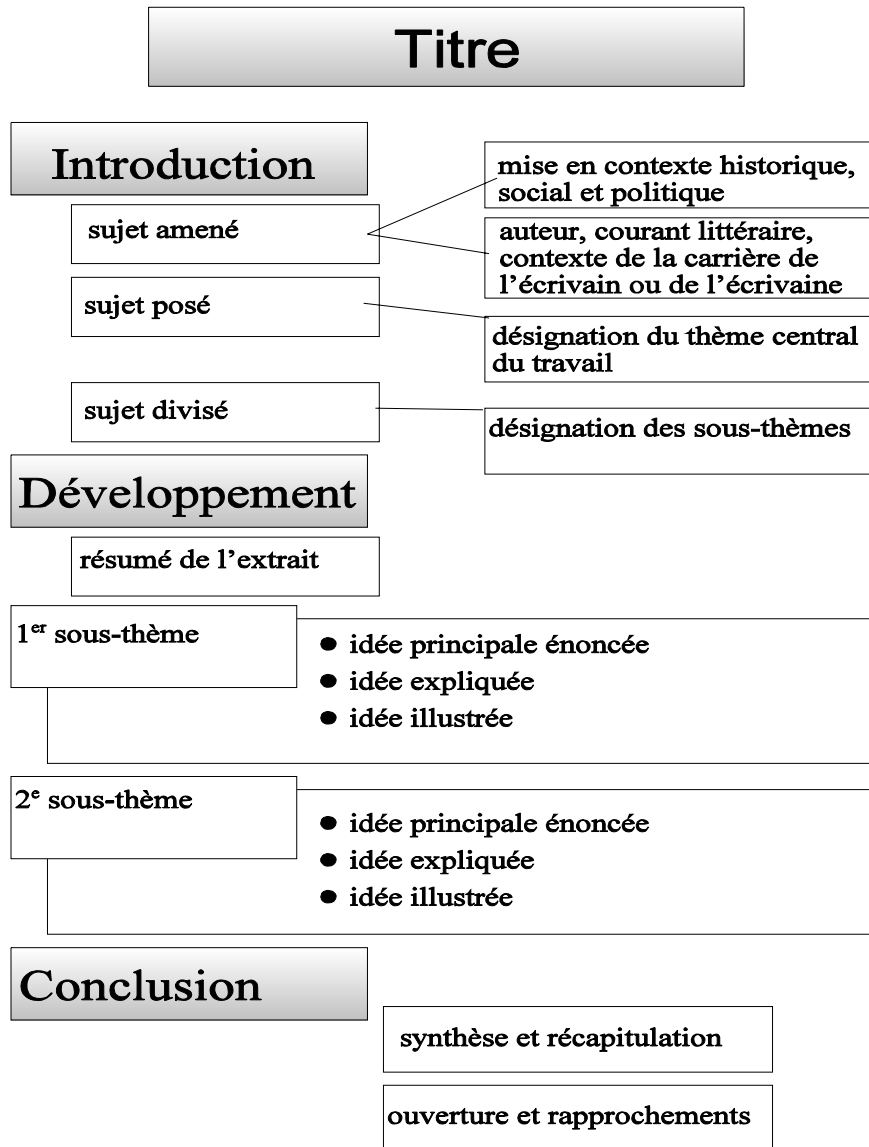 Titre
Introduction
mise en contexte historique,
social et politique
sujet amené
auteur, courant littéraire,
contexte de la carrière de
l’écrivain ou de l’écrivaine
sujet posé
désignation du thème central
du travail
sujet divisé
désignation des sous-thèmes
Développement
résumé de l’extrait
1er sous-thème
● idée principale énoncée
● idée expliquée
● idée illustrée
2e sous-thème
● idée principale énoncée
● idée expliquée
● idée illustrée
Conclusion
synthèse et récapitulation
ouverture et rapprochements